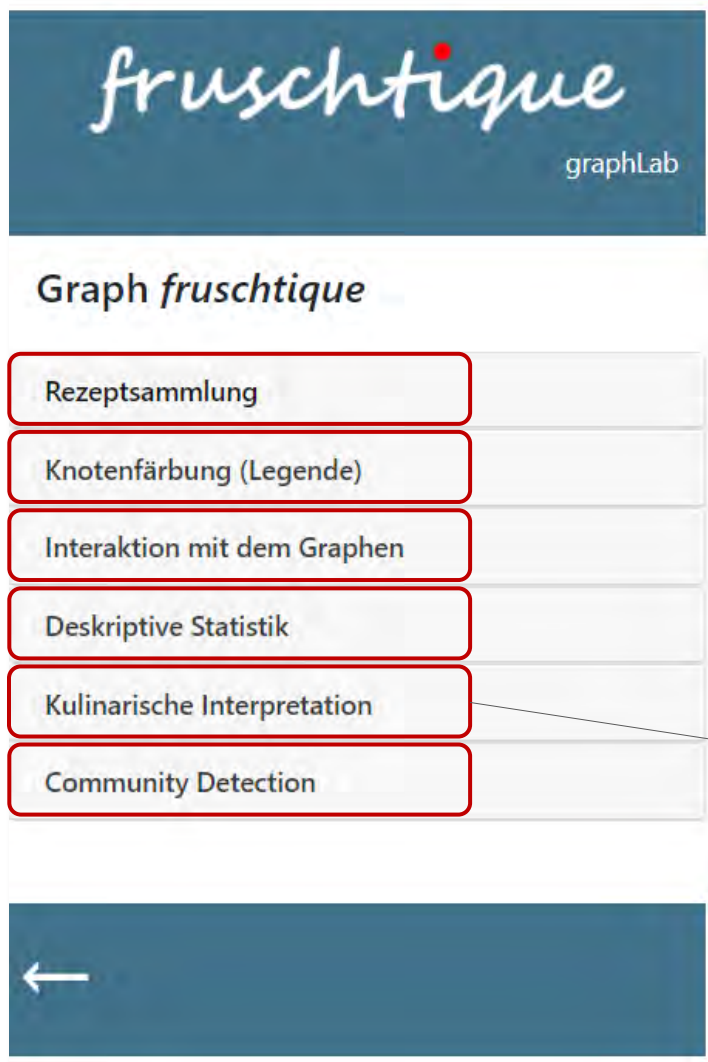 fruschtique
graphLab
Graph fruschtique
Rezeptsammlung
Knotenfärbung (Legende)
Interaktion mit dem Graphen
Deskriptive Statistik
Kulinarische Interpretation
Community Detection